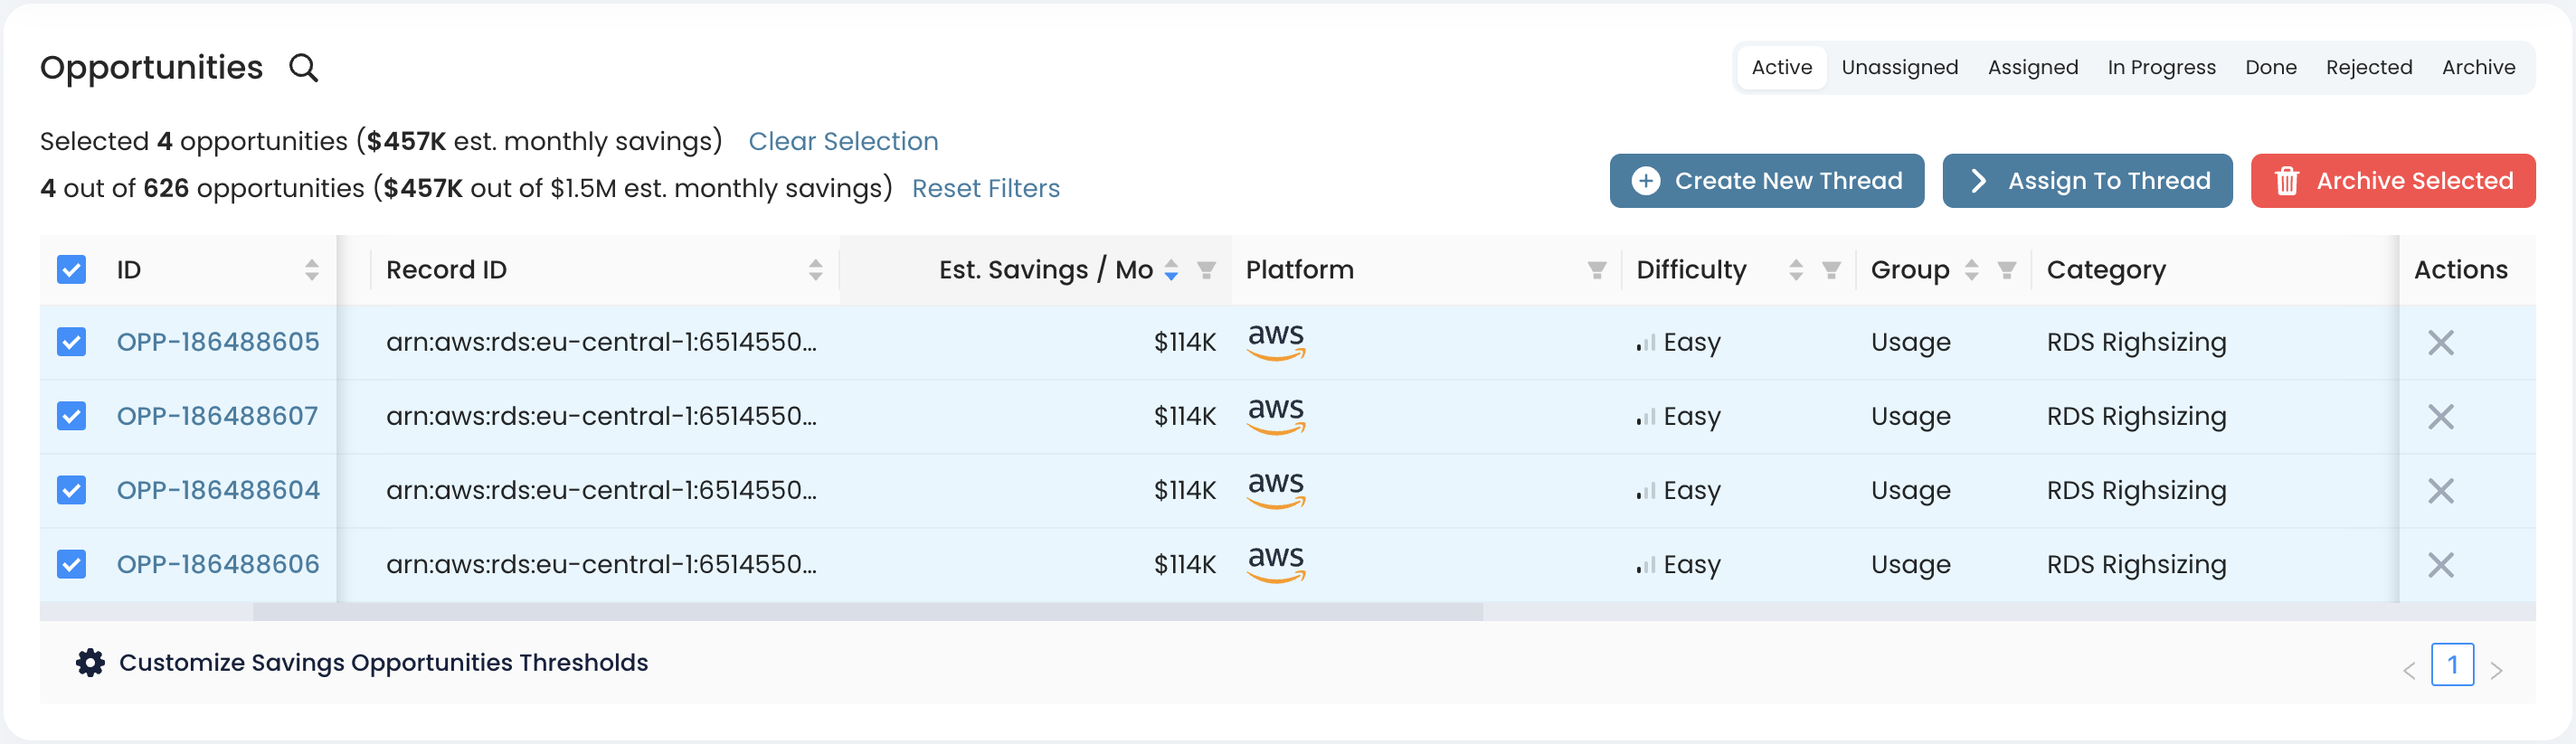 Opportunities
Active Unassigned Assigned In Progress Done Rejected Archive
Selected 4 opportunities ($457K est. monthly savings) Clear Selection
4 out of 626 opportunities ($457K out of $1.5M est. monthly savings) Reset Filters
Create New Thread Assign To Thread Archive Selected
ID Record ID Est. Savings / Mo Platform Difficulty Group Category Actions
OPP-186488605 arn:aws:rds:eu-central-1:6514550... $114K aws Easy Usage RDS Righsizing
OPP-186488607 arn:aws:rds:eu-central-1:6514550... $114K aws Easy Usage RDS Righsizing
OPP-186488604 arn:aws:rds:eu-central-1:6514550... $114K aws Easy Usage RDS Righsizing
OPP-186488606 arn:aws:rds:eu-central-1:6514550... $114K aws Easy Usage RDS Righsizing
Customize Savings Opportunities Thresholds
< 1 >